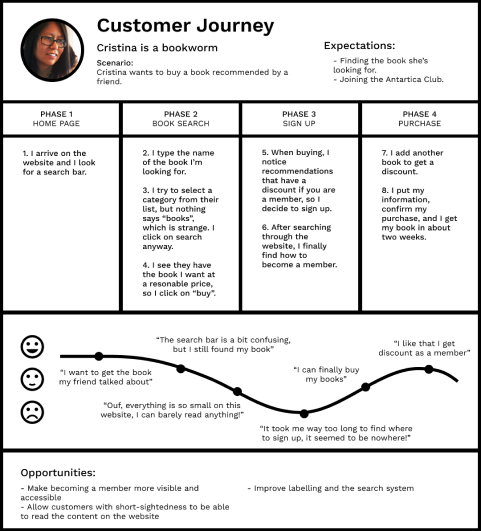 Customer Journey
Cristina is a bookworm
Scenario:
Cristina wants to buy a book recommended by a
friend.
Expectations:
- Finding the book she's
looking for.
- Joining the Antartica Club.
PHASE 1
HOME PAGE
PHASE 2
BOOK SEARCH
PHASE 3
SIGN UP
PHASE 4
PURCHASE
1. I arrive on the
website and I look
for a search bar.
2. I type the name
of the book I'm
looking for.
3. I try to select a
category from their
list, but nothing
says "books",
which is strange. I
click on search
anyway.
4. I see they have
the book I want at
a resonable price,
so I click on "buy".
5. When buying, I
notice
recommendations
that have a
discount if you are
a member, so I
decide to sign up.
6. After searching
through the
website, I finally
find how to
become a member.
7. I add another
book to get a
discount.
8. I put my
information,
confirm my
purchase, and I get
my book in about
two weeks.
"I want to get the book
my friend talked about"
"The search bar is a bit confusing,
but I still found my book"
"Ouf, everything is so small on this
website, I can barely read anything!"
"It took me way too long to find where
to sign up, it seemed to be nowhere!"
"I can finally buy
my books"
"I like that I get
discount as a member"
Opportunities:
- Make becoming a member more visible and
accessible
- Allow customers with short-sightedness to be able
to read the content on the website
- Improve labelling and the search system